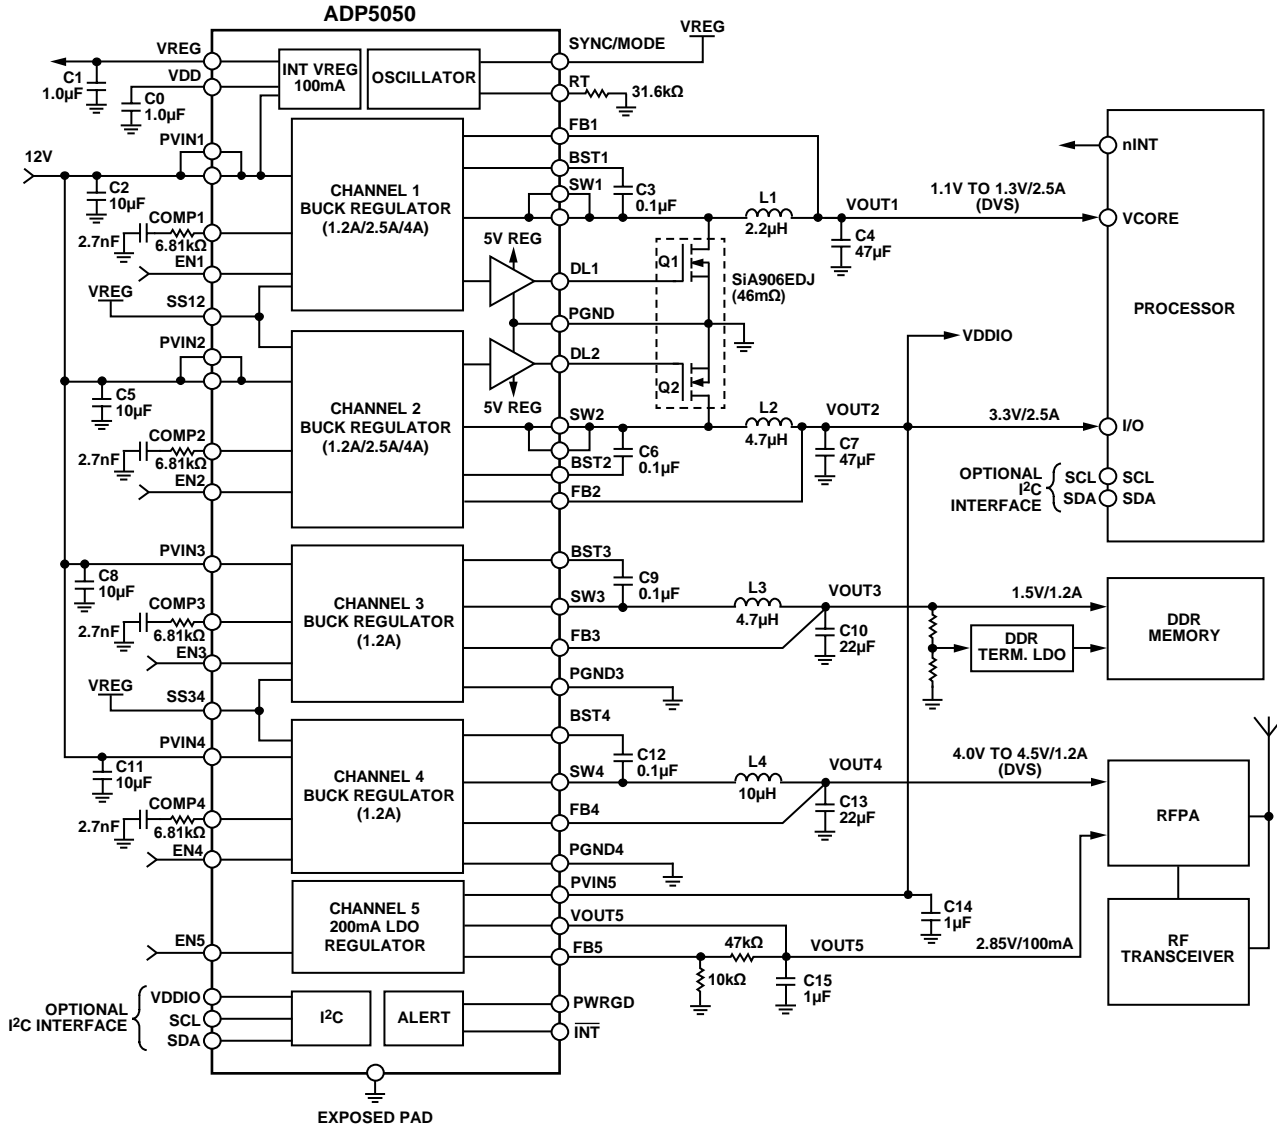 ADP5050
VREG
C1
1.0µF
VDD
C0
1.0µF
INT VREG
100mA
OSCILLATOR
SYNC/MODE
VREG
RT
31.6kΩ
12V
PVIN1
C2
10µF
COMP1
2.7nF
6.81kΩ
EN1
VREG
SS12
CHANNEL 1
BUCK REGULATOR
(1.2A/2.5A/4A)
5V REG
FB1
BST1
SW1
C3
0.1µF
L1
2.2µH
VOUT1
C4
47µF
1.1V TO 1.3V/2.5A
(DVS)
DL1
Q1
SiA906EDJ
(46mΩ)
PGND
DL2
Q2
5V REG
PVIN2
C5
10µF
COMP2
2.7nF
6.81kΩ
EN2
CHANNEL 2
BUCK REGULATOR
(1.2A/2.5A/4A)
SW2
BST2
FB2
C6
0.1µF
L2
4.7µH
VOUT2
C7
47µF
VDDIO
3.3V/2.5A
nINT
VCORE
PROCESSOR
I/O
OPTIONAL
I²C
INTERFACE
SCL
SDA
SCL
SDA
PVIN3
C8
10µF
COMP3
2.7nF
6.81kΩ
EN3
VREG
SS34
CHANNEL 3
BUCK REGULATOR
(1.2A)
BST3
C9
0.1µF
SW3
L3
4.7µH
VOUT3
FB3
C10
22µF
PGND3
1.5V/1.2A
DDR
TERM. LDO
DDR
MEMORY
PVIN4
C11
10µF
COMP4
2.7nF
6.81kΩ
EN4
CHANNEL 4
BUCK REGULATOR
(1.2A)
BST4
C12
0.1µF
SW4
L4
10µH
VOUT4
FB4
C13
22µF
PGND4
4.0V TO 4.5V/1.2A
(DVS)
RFPA
EN5
CHANNEL 5
200mA LDO
REGULATOR
PVIN5
VOUT5
FB5
C14
1µF
47kΩ
10kΩ
VOUT5
C15
1µF
2.85V/100mA
RF
TRANSCEIVER
OPTIONAL
I²C INTERFACE
VDDIO
SCL
SDA
I²C
ALERT
PWRGD
INT
EXPOSED PAD